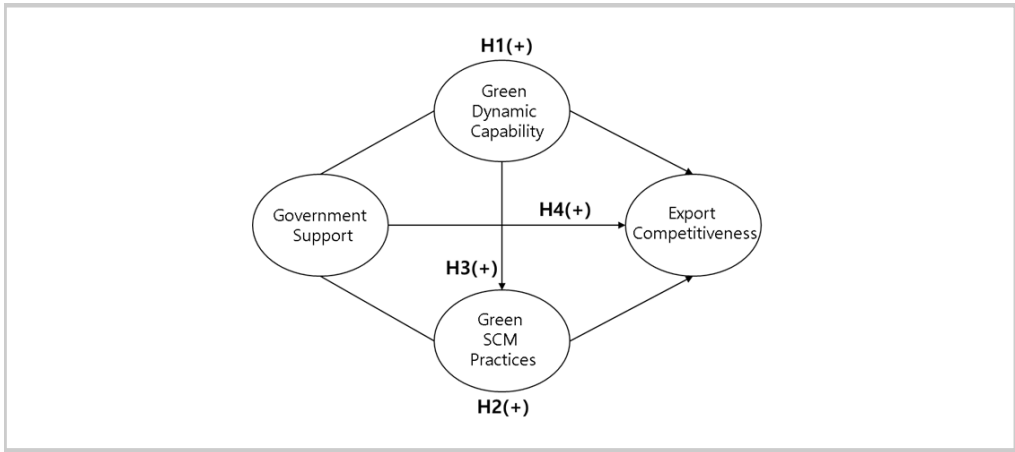 H1(+)
Green
Dynamic
Capability
Government
Support
H4(+)
Export
Competitiveness
H3(+)
Green
SCM
Practices
H2(+)